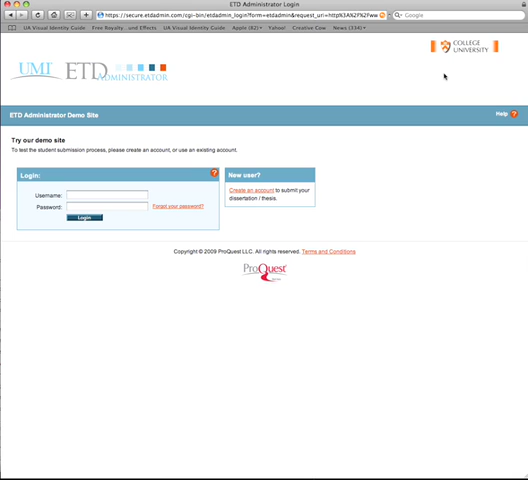 ETD Administrator Login
https://secure.etdadmin.com/cgi-bin/etdadmin_login?form=etdadmin&request_uri=http%3A%2F%2Fww
Google
UA Visual Identity Guide Free Royalty UA Visual Identity Guide Apple (82) Yahoo! Creative Cow News (334)
COLLEGE
UNIVERSITY
UMI ETD ADMINISTRATOR
ETD Administrator Demo Site
Help ?
Try our demo site
To test the student submission process, please create an account, or use an existing account.
Login: ?
Username:
Password:
Forgot your password?
Login
New user?
Create an account to submit your
dissertation / thesis.
Copyright © 2009 ProQuest LLC. All rights reserved. Terms and Conditions
ProQuest